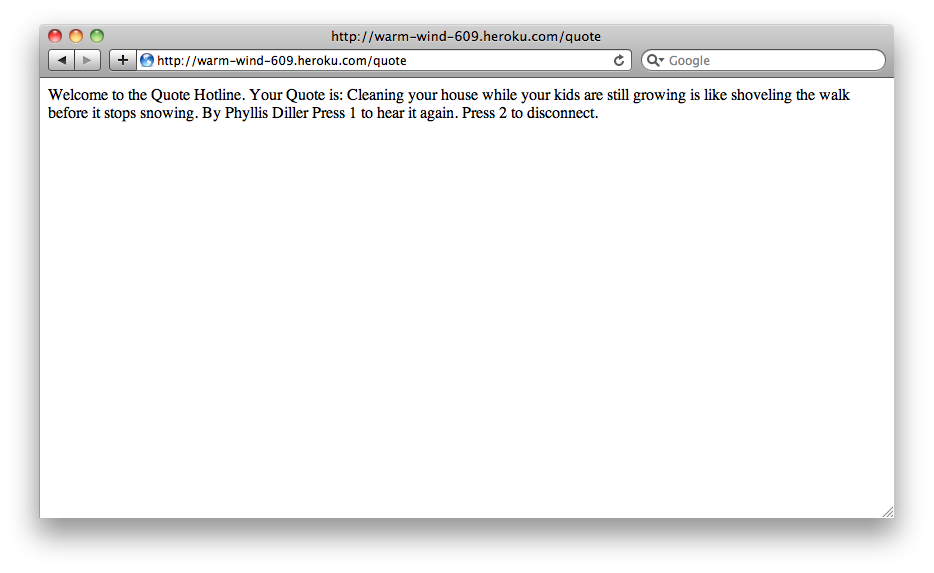 http://warm-wind-609.heroku.com/quote
http://warm-wind-609.heroku.com/quote
Google
Welcome to the Quote Hotline. Your Quote is: Cleaning your house while your kids are still growing is like shoveling the walk
before it stops snowing. By Phyllis Diller Press 1 to hear it again. Press 2 to disconnect.